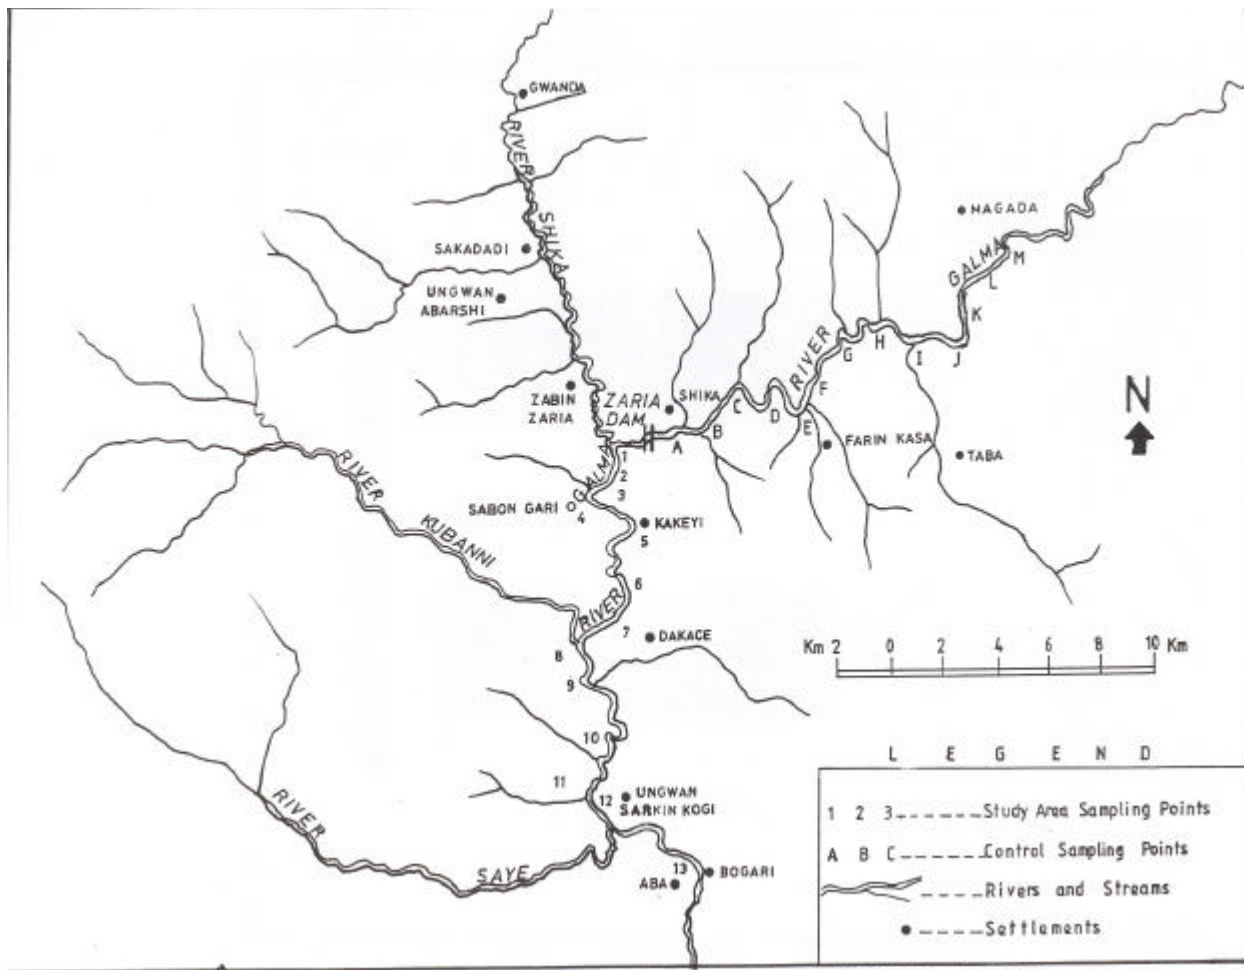 GWANDA
RIVER
SHIKA
SAKADADI
UNGWAN
ABARSHI
ZABIN
ZARIA
ZARIA
DAM
SHIKA
MAGADA
GALMA
M
L
K
J
I
H
G
F
E
D
C
B
A
RIVER
FARIN KASA
TABA
N
RIVER
KUBANNI
SABON GARI
GALMA
1
2
3
4
KAKEYI
5
6
RIVER
7
DAKACE
8
9
10
11
12
UNGWAN
SARKIN KOGI
RIVER
SAYE
13
ABA
BOGARI
Km 2 0 2 4 6 8 10 Km
LEGEND
1 2 3 Study Area Sampling Points
A B C Control Sampling Points
Rivers and Streams
Settlements